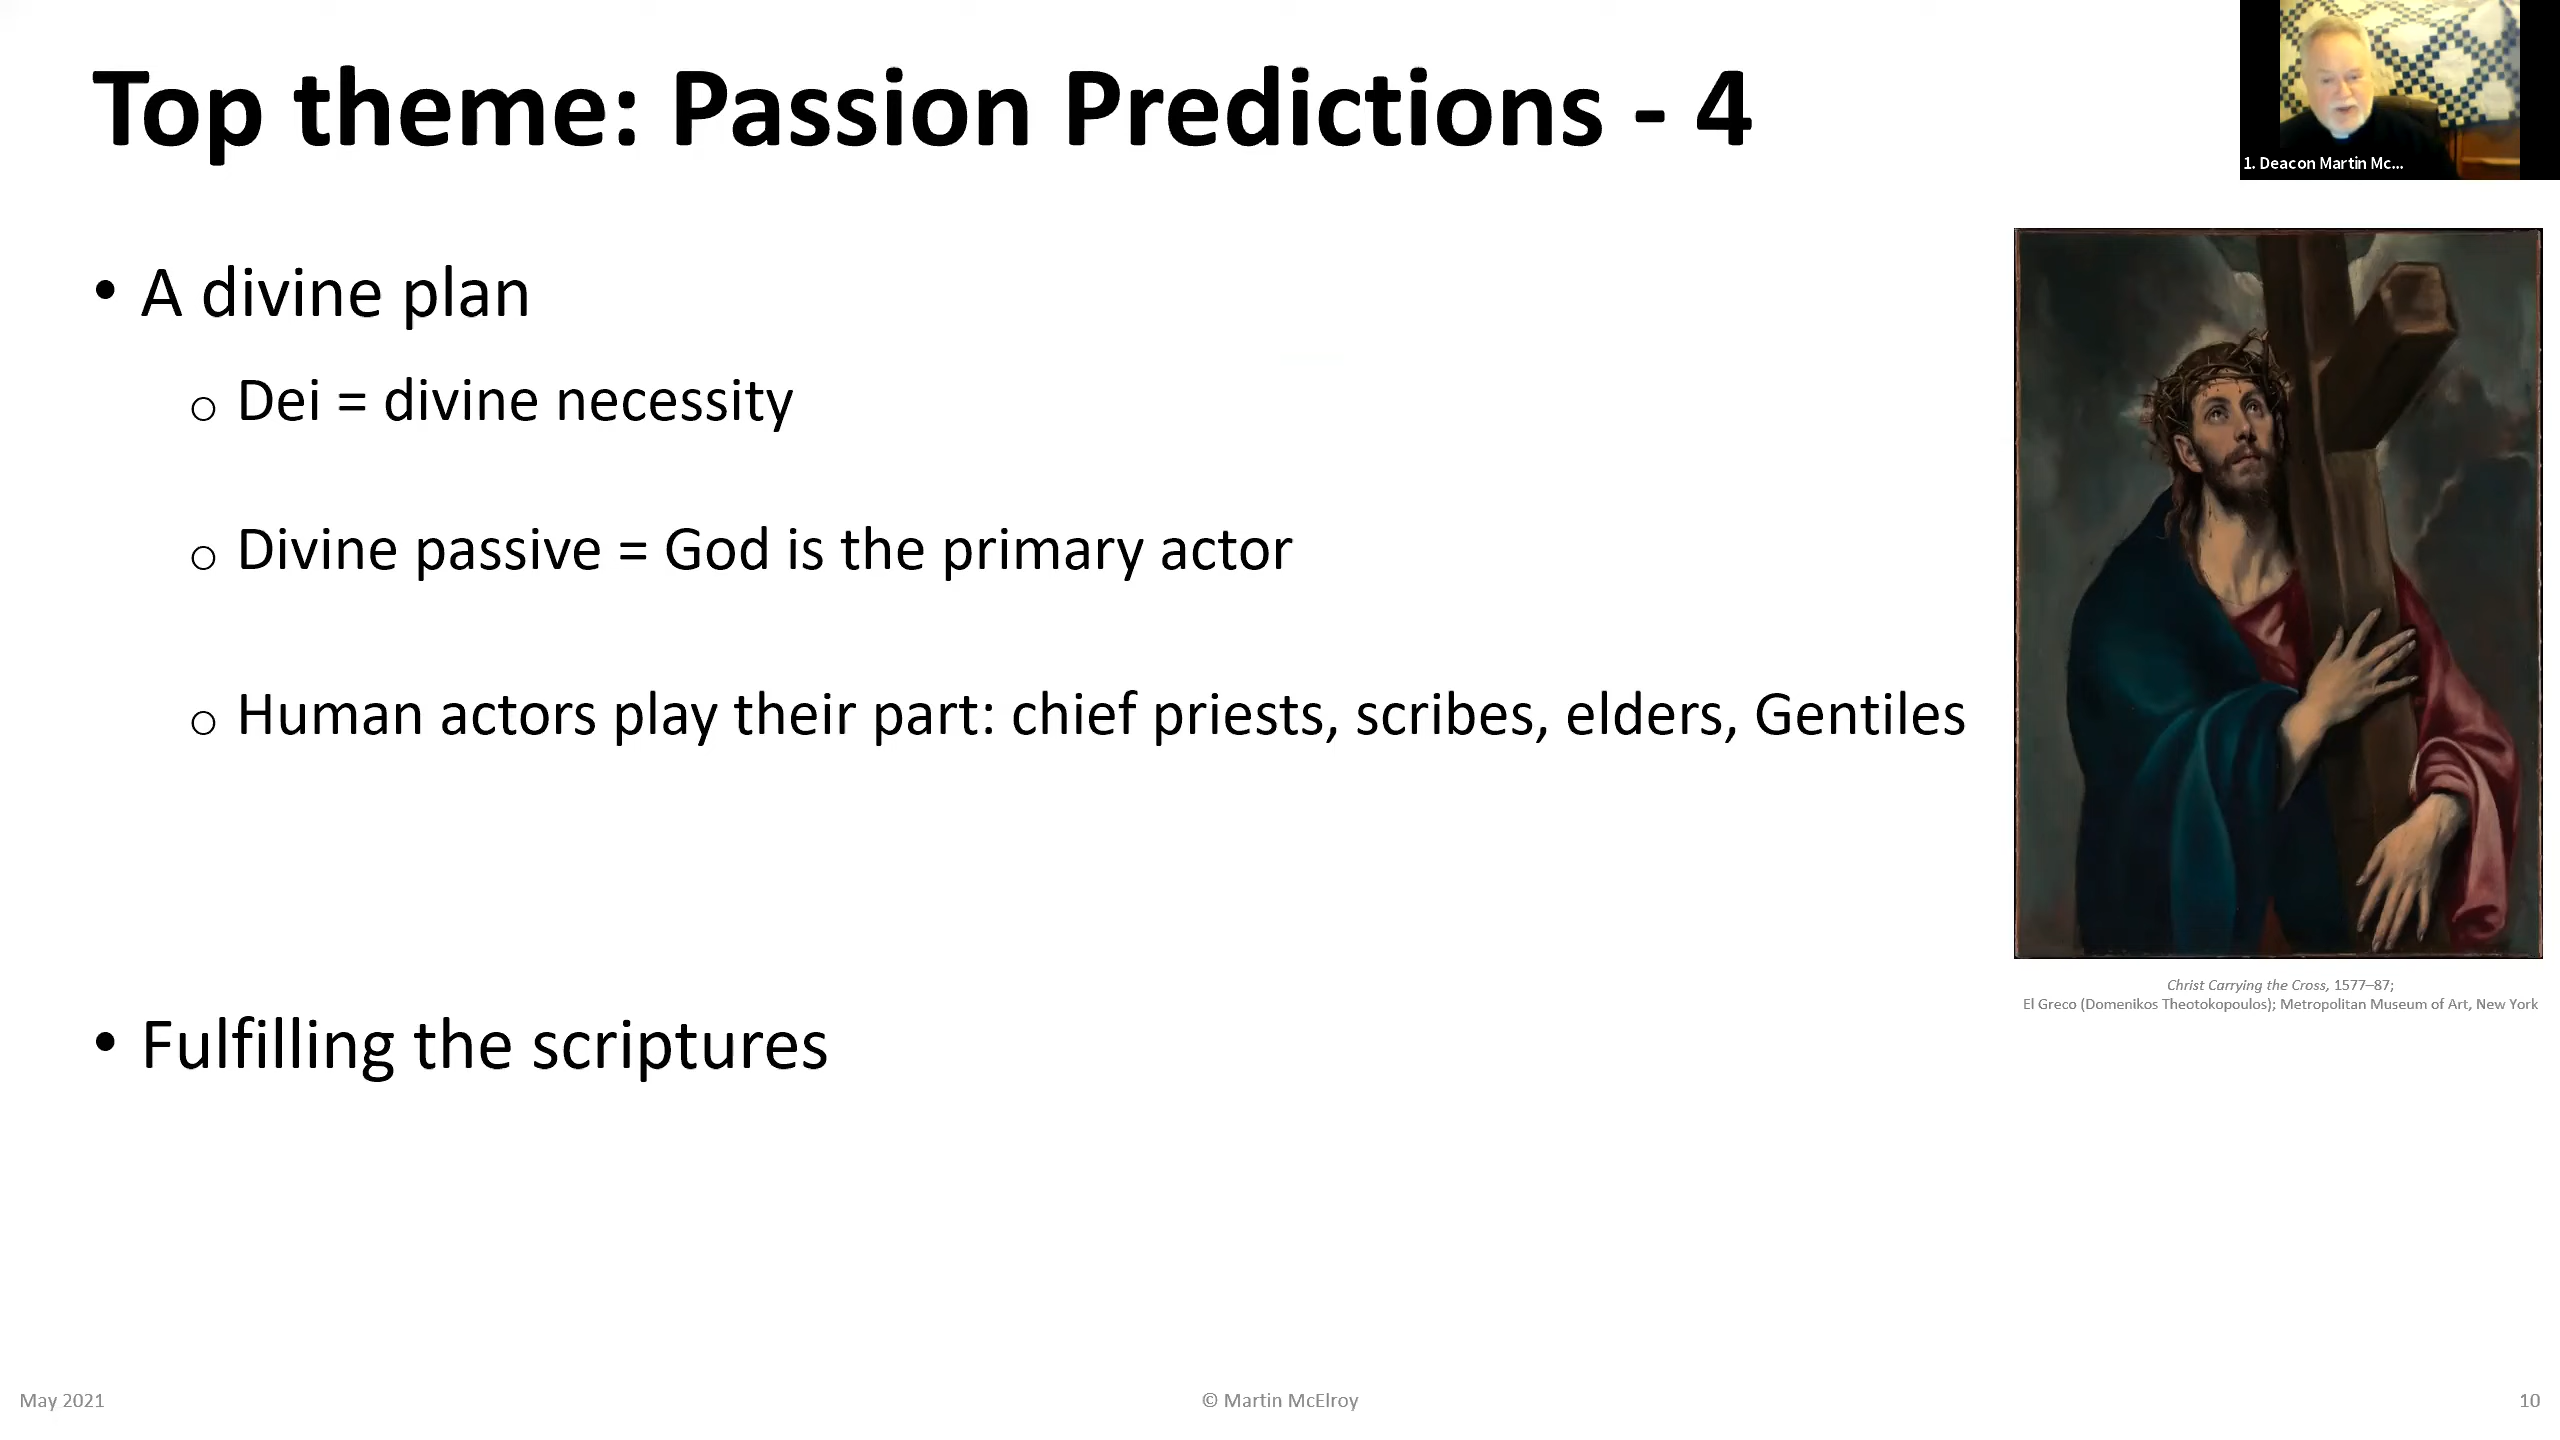 Top theme: Passion Predictions - 4
1. Deacon Martin Mc...
• A divine plan
o Dei = divine necessity
o Divine passive = God is the primary actor
o Human actors play their part: chief priests, scribes, elders, Gentiles
• Fulfilling the scriptures
Christ Carrying the Cross, 1577–87;
El Greco (Domenikos Theotokopoulos); Metropolitan Museum of Art, New York
May 2021
© Martin McElroy
10